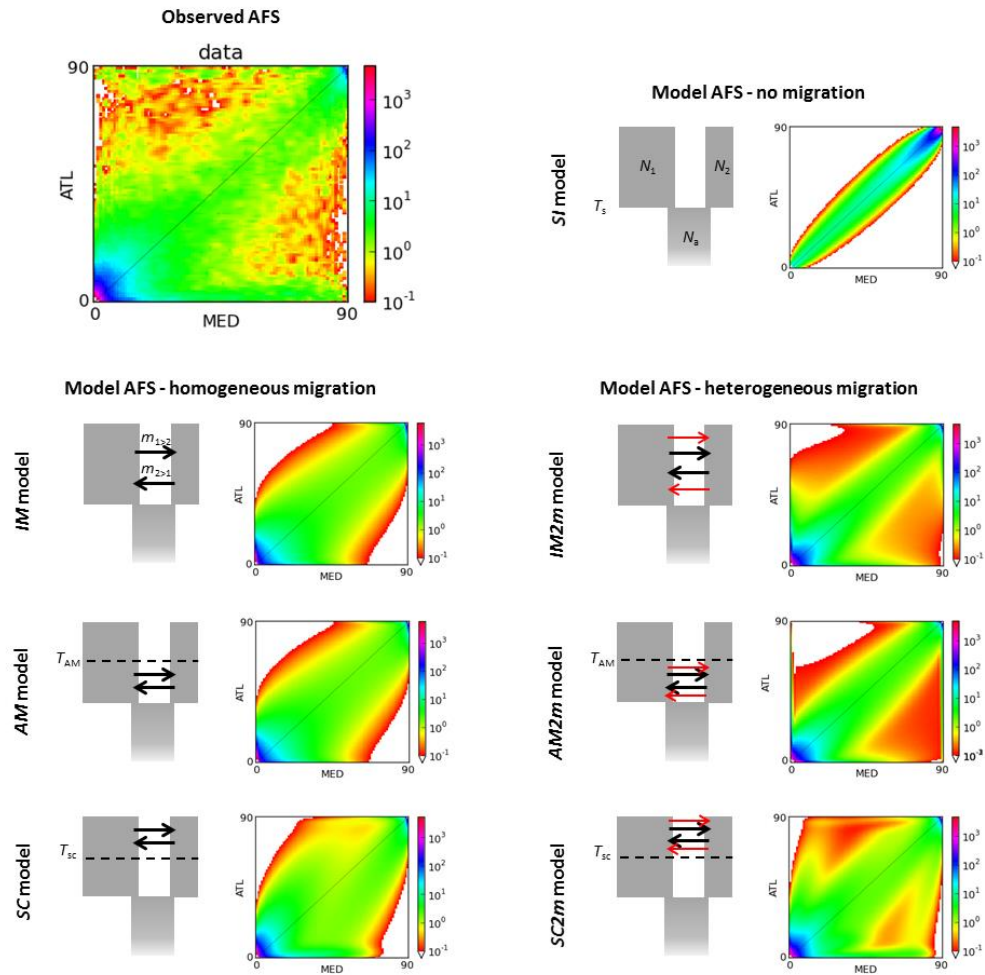 Observed AFS
data
90
ATL
0
0
MED
90
10³
10²
10¹
10⁰
10⁻¹
Model AFS - no migration
SI model
Tₛ
N₁
N₂
Nₐ
90
ATL
0
0
MED
90
10³
10²
10¹
10⁰
10⁻¹
Model AFS - homogeneous migration
IM model
m₁>₂
m₂>₁
90
ATL
0
0
MED
90
10³
10²
10¹
10⁰
10⁻¹
AM model
T_AM
90
ATL
0
0
MED
90
10³
10²
10¹
10⁰
10⁻¹
SC model
T_SC
90
ATL
0
0
MED
90
10³
10²
10¹
10⁰
10⁻¹
Model AFS - heterogeneous migration
IM2m model
90
ATL
0
0
MED
90
10³
10²
10¹
10⁰
10⁻¹
AM2m model
T_AM
90
ATL
0
0
MED
90
10³
10²
10¹
10⁰
SC2m model
T_SC
90
ATL
0
0
MED
90
10³
10²
10¹
10⁰
10⁻¹